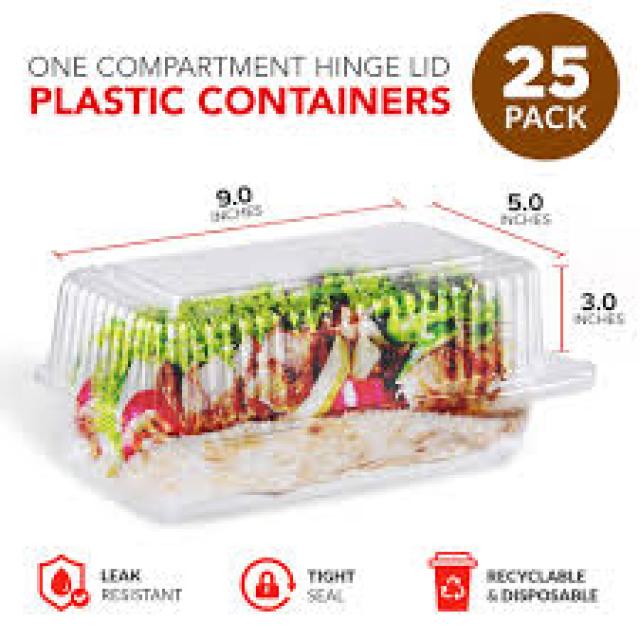 ONE COMPARTMENT HINGE LID
PLASTIC CONTAINERS
25
PACK
9.0
INCHES
5.0
INCHES
3.0
INCHES
LEAK
RESISTANT
TIGHT
SEAL
RECYCLABLE
& DISPOSABLE